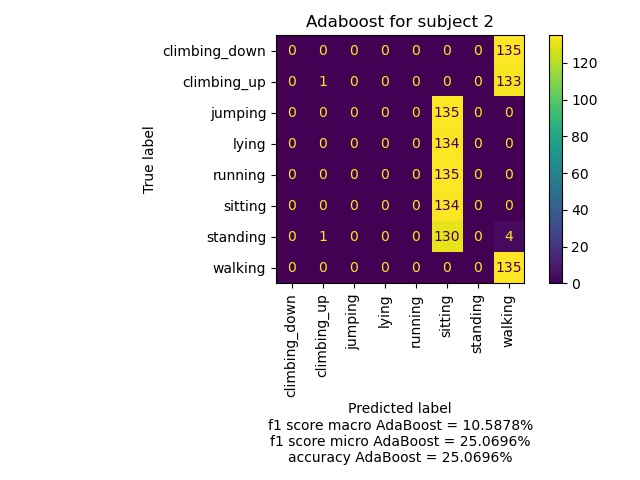 Adaboost for subject 2
climbing_down 0 0 0 0 0 0 0 135
climbing_up 0 1 0 0 0 0 0 133
jumping 0 0 0 0 0 135 0 0
lying 0 0 0 0 0 134 0 0
running 0 0 0 0 0 135 0 0
sitting 0 0 0 0 0 134 0 0
standing 0 1 0 0 0 130 0 4
walking 0 0 0 0 0 0 0 135
True label
climbing_down
climbing_up
jumping
lying
running
sitting
standing
walking
Predicted label
f1 score macro AdaBoost = 10.5878%
f1 score micro AdaBoost = 25.0696%
accuracy AdaBoost = 25.0696%
120
100
80
60
40
20
0